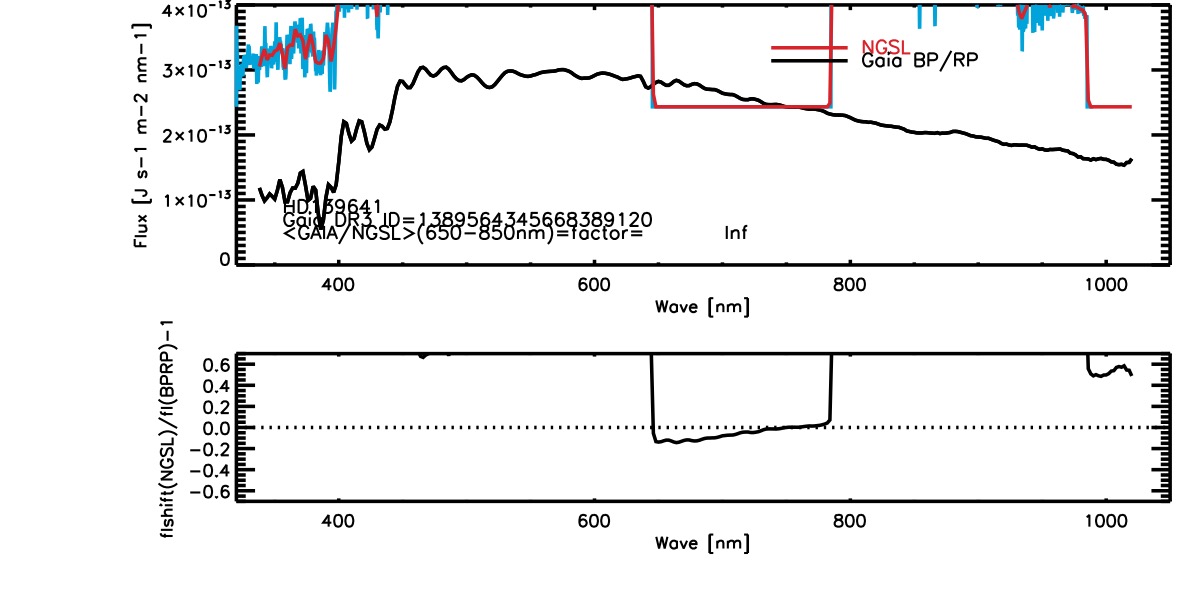 4×10−13
3×10−13
2×10−13
1×10−13
0
Flux [J s−1 m−2 nm−1]
NGSL
Gaia BP/RP
HD139641
Gaia DR3 ID=1389564345668389120
<GAIA/NGSL>(650−850nm)=factor= Inf
400 600 800 1000
Wave [nm]
flshift(NGSL)/fl(BPRP)−1
0.6
0.4
0.2
0.0
−0.2
−0.4
−0.6
400 600 800 1000
Wave [nm]